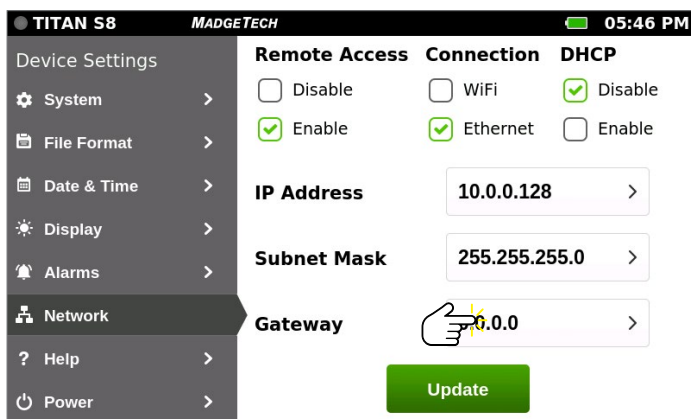 TITAN S8 MADGETECH 05:46 PM
Device Settings
System
File Format
Date & Time
Display
Alarms
Network
? Help
Power
Remote Access Connection DHCP
Disable WiFi Disable
Enable Ethernet Enable
IP Address 10.0.0.128
Subnet Mask 255.255.255.0
Gateway .0.0.0
Update